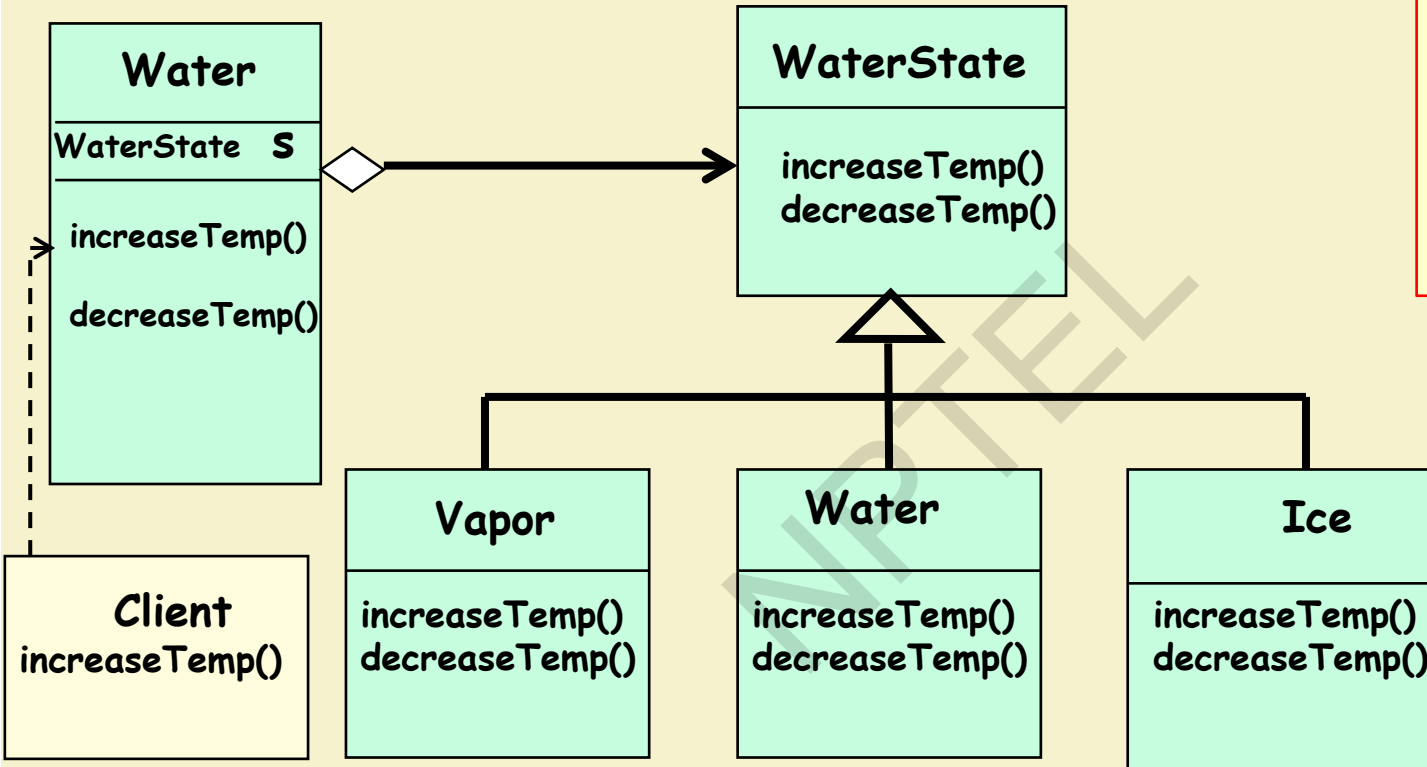 Water
WaterState S
increaseTemp()
decreaseTemp()
WaterState
increaseTemp()
decreaseTemp()
Client
increaseTemp()
Vapor
increaseTemp()
decreaseTemp()
Water
increaseTemp()
decreaseTemp()
Ice
increaseTemp()
decreaseTemp()
NPTEL